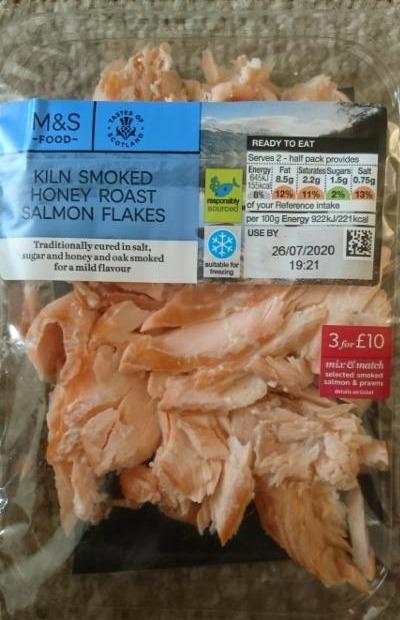 M&S
-FOOD-
TASTES OF SCOTLAND
KILN SMOKED
HONEY ROAST
SALMON FLAKES
Traditionally cured in salt,
sugar and honey and oak smoked
for a mild flavour
responsibly
sourced
suitable for
freezing
READY TO EAT
Serves 2 - half pack provides
Energy Fat Saturates Sugars Salt
645kJ 8.5g 2.2g 1.5g 0.75g
155kcal
8% 12% 11% 2% 13%
of your Reference intake
per 100g Energy 922kJ/221kcal
USE BY
26/07/2020
19:21
3 for £10
mix & match
selected smoked
salmon & prawns